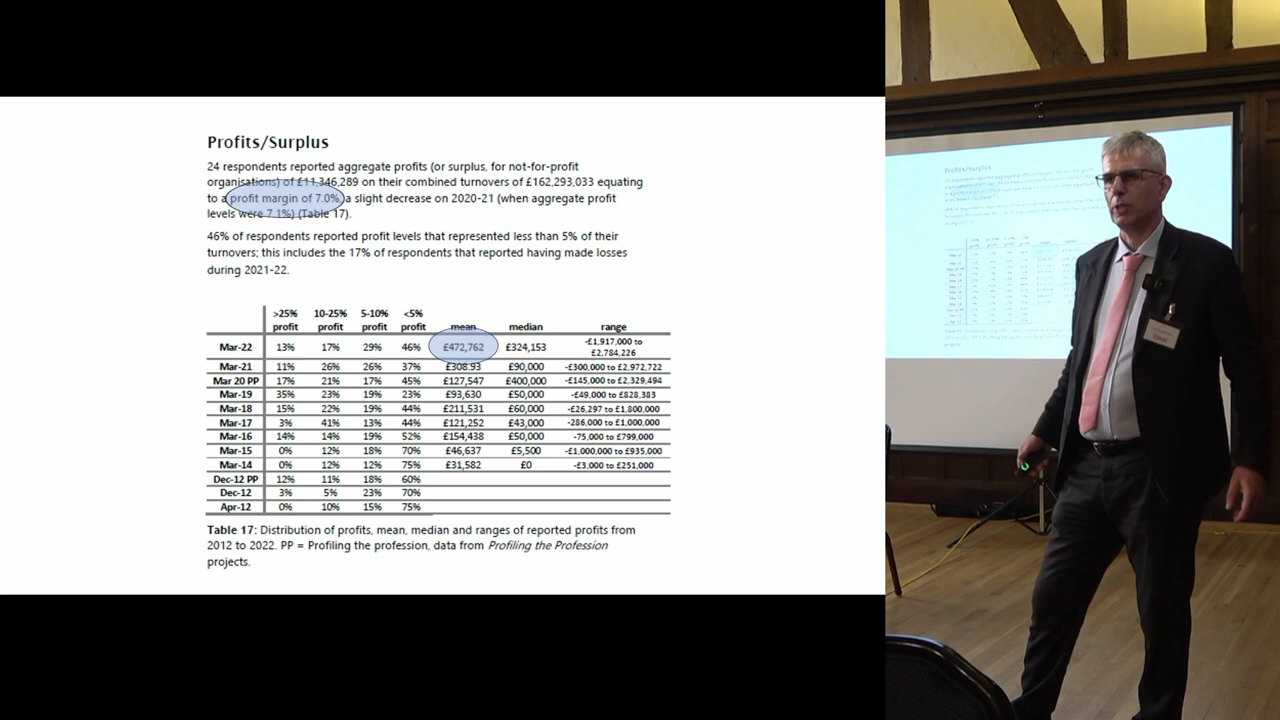 Profits/Surplus
24 respondents reported aggregate profits (or surplus, for not-for-profit
organisations) of £11,346,289 on their combined turnovers of £162,293,033 equating
to a profit margin of 7.0% a slight decrease on 2020-21 (when aggregate profit
levels were 7.1%) (Table 17).
46% of respondents reported profit levels that represented less than 5% of their
turnovers; this includes the 17% of respondents that reported having made losses
during 2021-22.
>25% profit 10-25% profit 5-10% profit <5% profit mean median range
Mar-22 13% 17% 29% 46% £472,762 £324,153 -£1,917,000 to £2,784,226
Mar-21 11% 26% 26% 37% £308.93 £90,000 -£300,000 to £2,972,722
Mar 20 PP 17% 21% 17% 45% £127,547 £400,000 -£145,000 to £2,329,494
Mar-19 35% 23% 19% 23% £93,630 £50,000 -£49,000 to £828,383
Mar-18 15% 22% 19% 44% £211,531 £60,000 -£26,297 to £1,800,000
Mar-17 3% 41% 13% 44% £121,252 £43,000 -286,000 to £1,000,000
Mar-16 14% 14% 19% 52% £154,438 £50,000 -75,000 to £799,000
Mar-15 0% 12% 18% 70% £46,637 £5,500 -£1,000,000 to £935,000
Mar-14 0% 12% 12% 75% £31,582 £0 -£3,000 to £251,000
Dec-12 PP 12% 11% 18% 60%
Dec-12 3% 5% 23% 70%
Apr-12 0% 10% 15% 75%
Table 17: Distribution of profits, mean, median and ranges of reported profits from
2012 to 2022. PP = Profiling the profession, data from Profiling the Profession
projects.
Profits/Surplus